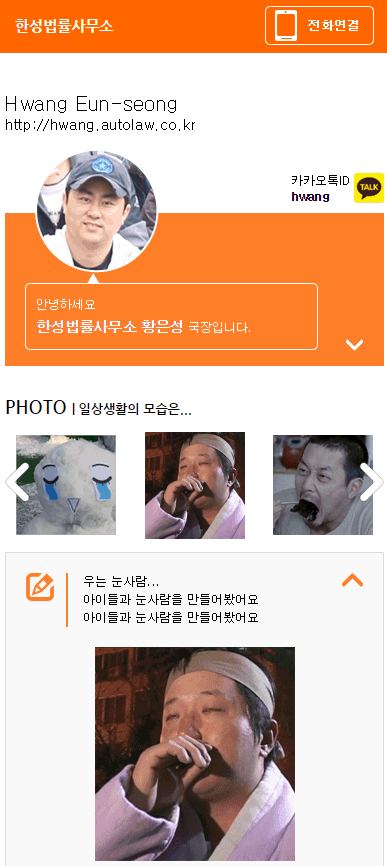 한성법률사무소
전화연결
Hwang Eun-seong
http://hwang.autolaw.co.kr
카카오톡ID
hwang
TALK
안녕하세요
한성법률사무소 황은성 국장입니다.
PHOTO | 일상생활의 모습은...
우는 눈사람...
아이들과 눈사람을 만들어봤어요
아이들과 눈사람을 만들어봤어요